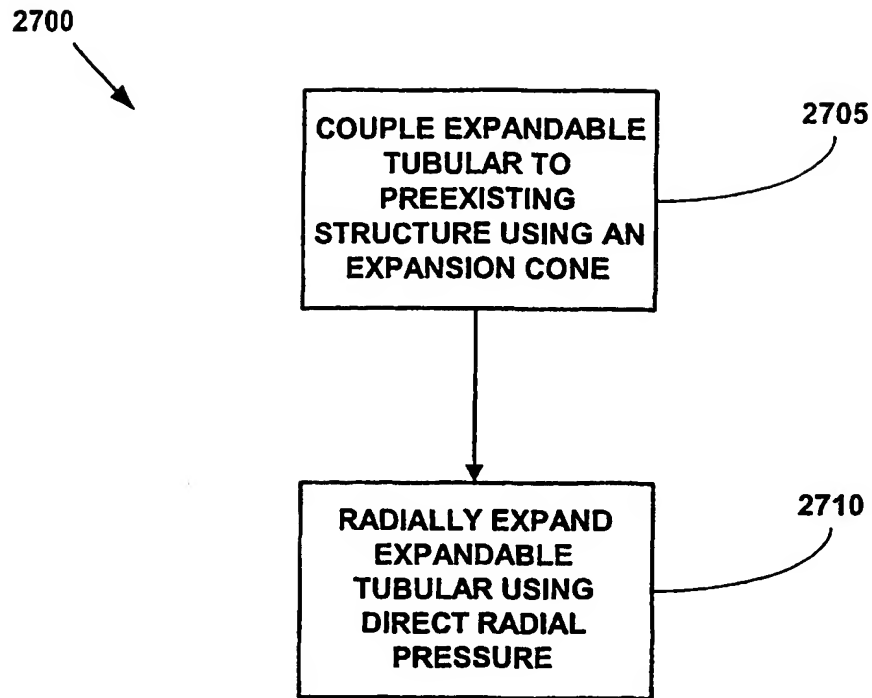 2700
COUPLE EXPANDABLE
TUBULAR TO
PREEXISTING
STRUCTURE USING AN
EXPANSION CONE
2705
RADIALLY EXPAND
EXPANDABLE
TUBULAR USING
DIRECT RADIAL
PRESSURE
2710